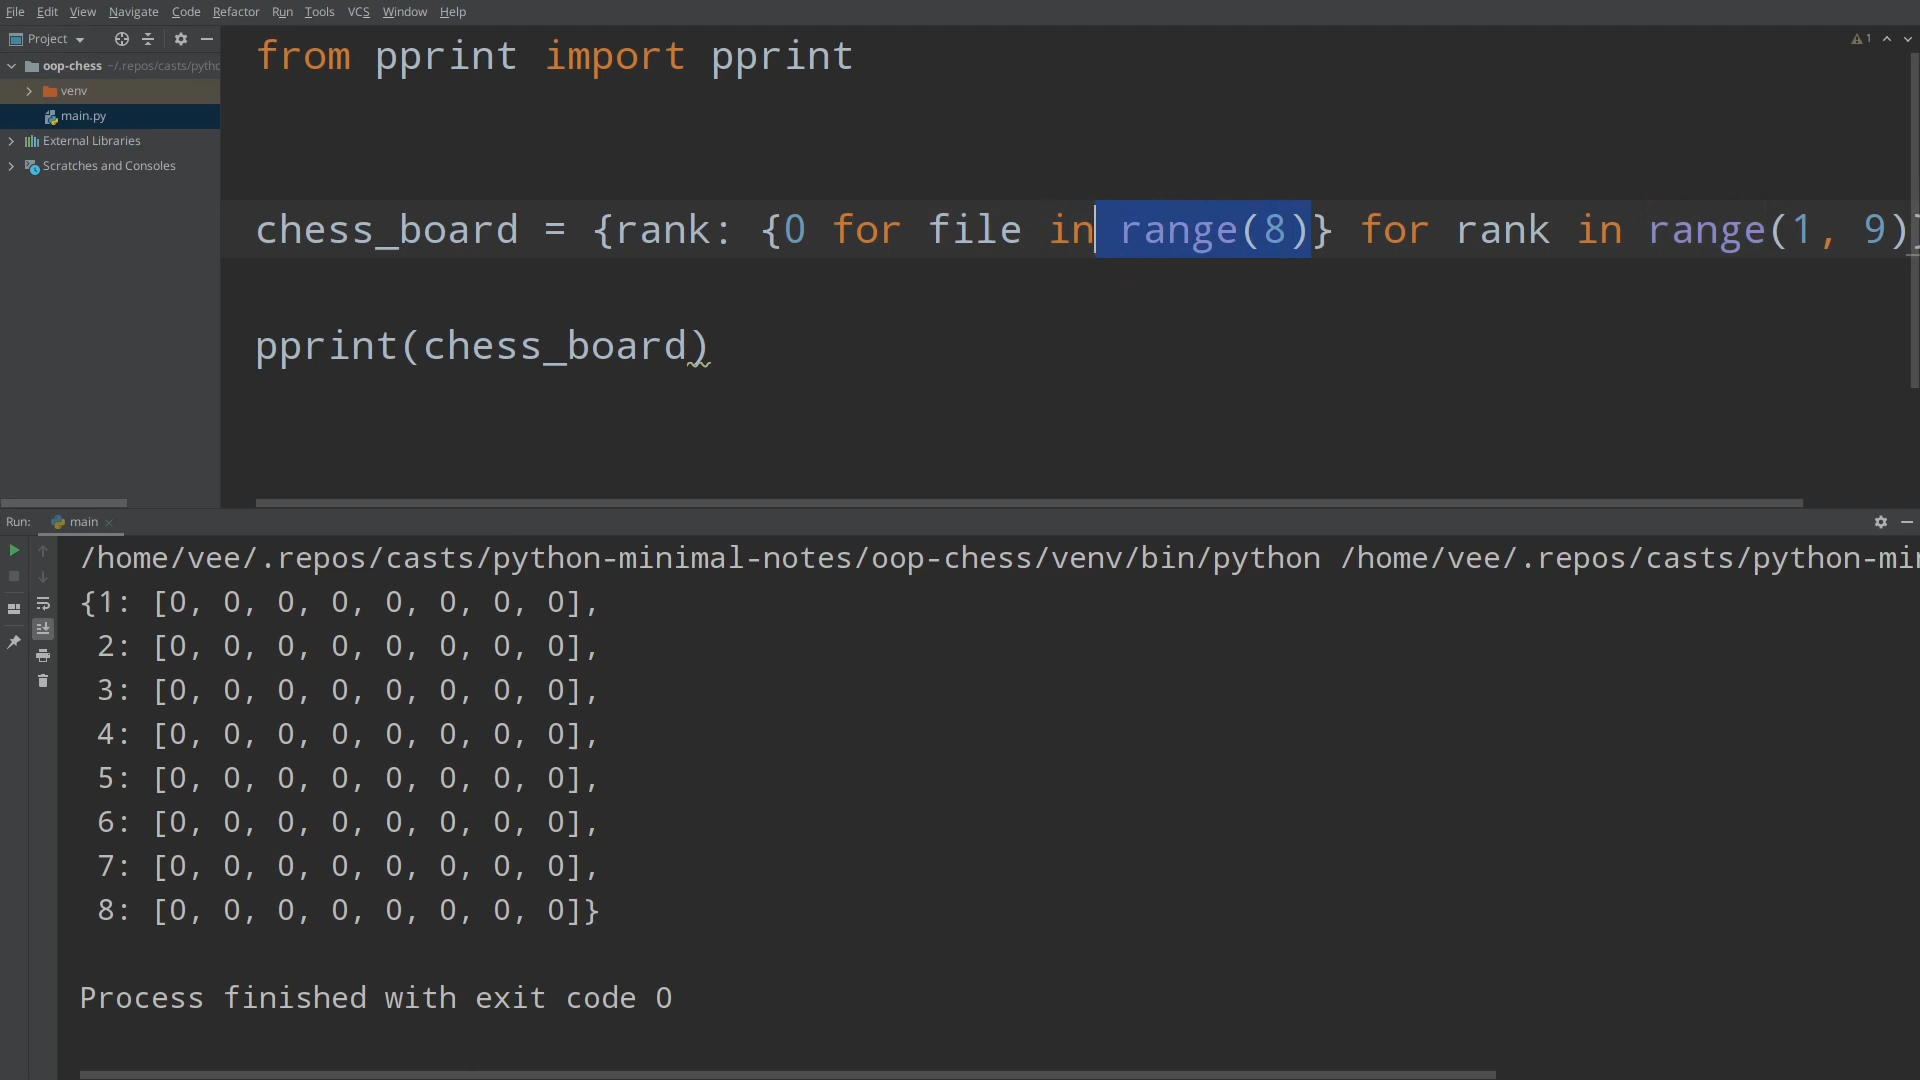 File Edit View Navigate Code Refactor Run Tools VCS Window Help
Project
oop-chess ~/.repos/casts/pytho
venv
main.py
External Libraries
Scratches and Consoles
1
from pprint import pprint
chess_board = {rank: {0 for file in range(8)} for rank in range(1, 9)}
pprint(chess_board)
Run: main
/home/vee/.repos/casts/python-minimal-notes/oop-chess/venv/bin/python /home/vee/.repos/casts/python-min
{1: [0, 0, 0, 0, 0, 0, 0, 0],
2: [0, 0, 0, 0, 0, 0, 0, 0],
3: [0, 0, 0, 0, 0, 0, 0, 0],
4: [0, 0, 0, 0, 0, 0, 0, 0],
5: [0, 0, 0, 0, 0, 0, 0, 0],
6: [0, 0, 0, 0, 0, 0, 0, 0],
7: [0, 0, 0, 0, 0, 0, 0, 0],
8: [0, 0, 0, 0, 0, 0, 0, 0]}
Process finished with exit code 0